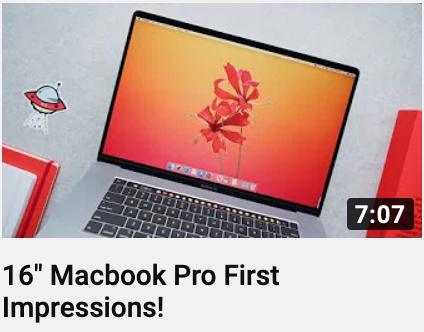 7:07
16" Macbook Pro First
Impressions!